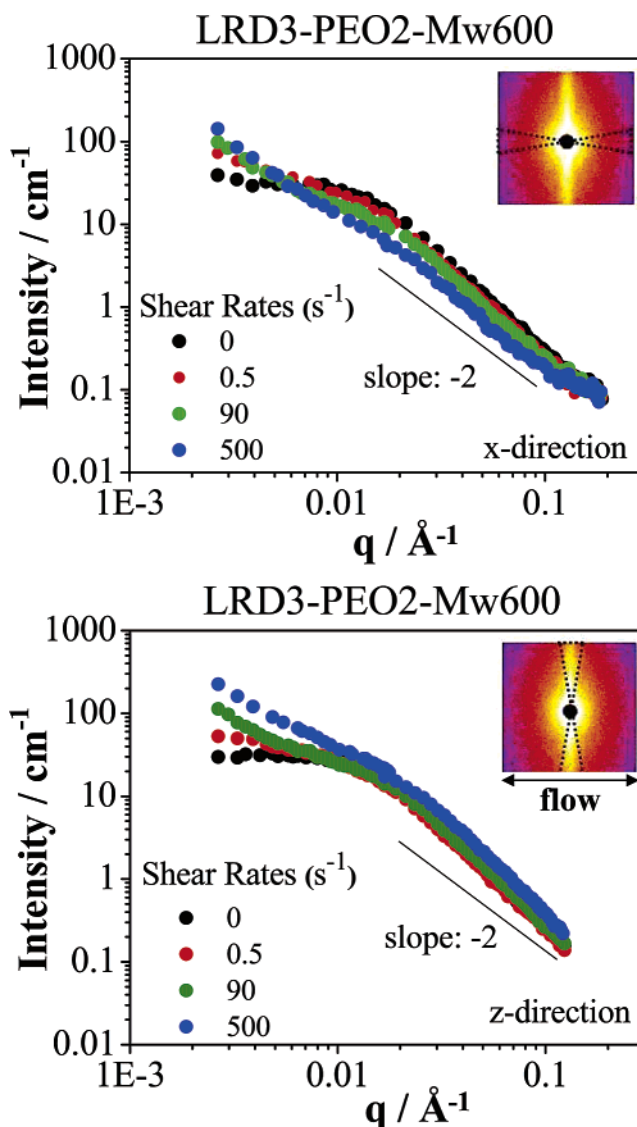 LRD3-PEO2-Mw600
1000
100
10
1
0.1
0.01
Intensity / cm⁻¹
Shear Rates (s⁻¹)
0
0.5
90
500
slope: -2
x-direction
1E-3
0.01
0.1
q / Å⁻¹
LRD3-PEO2-Mw600
1000
100
10
1
0.1
0.01
Intensity / cm⁻¹
flow
Shear Rates (s⁻¹)
0
0.5
90
500
slope: -2
z-direction
1E-3
0.01
0.1
q / Å⁻¹